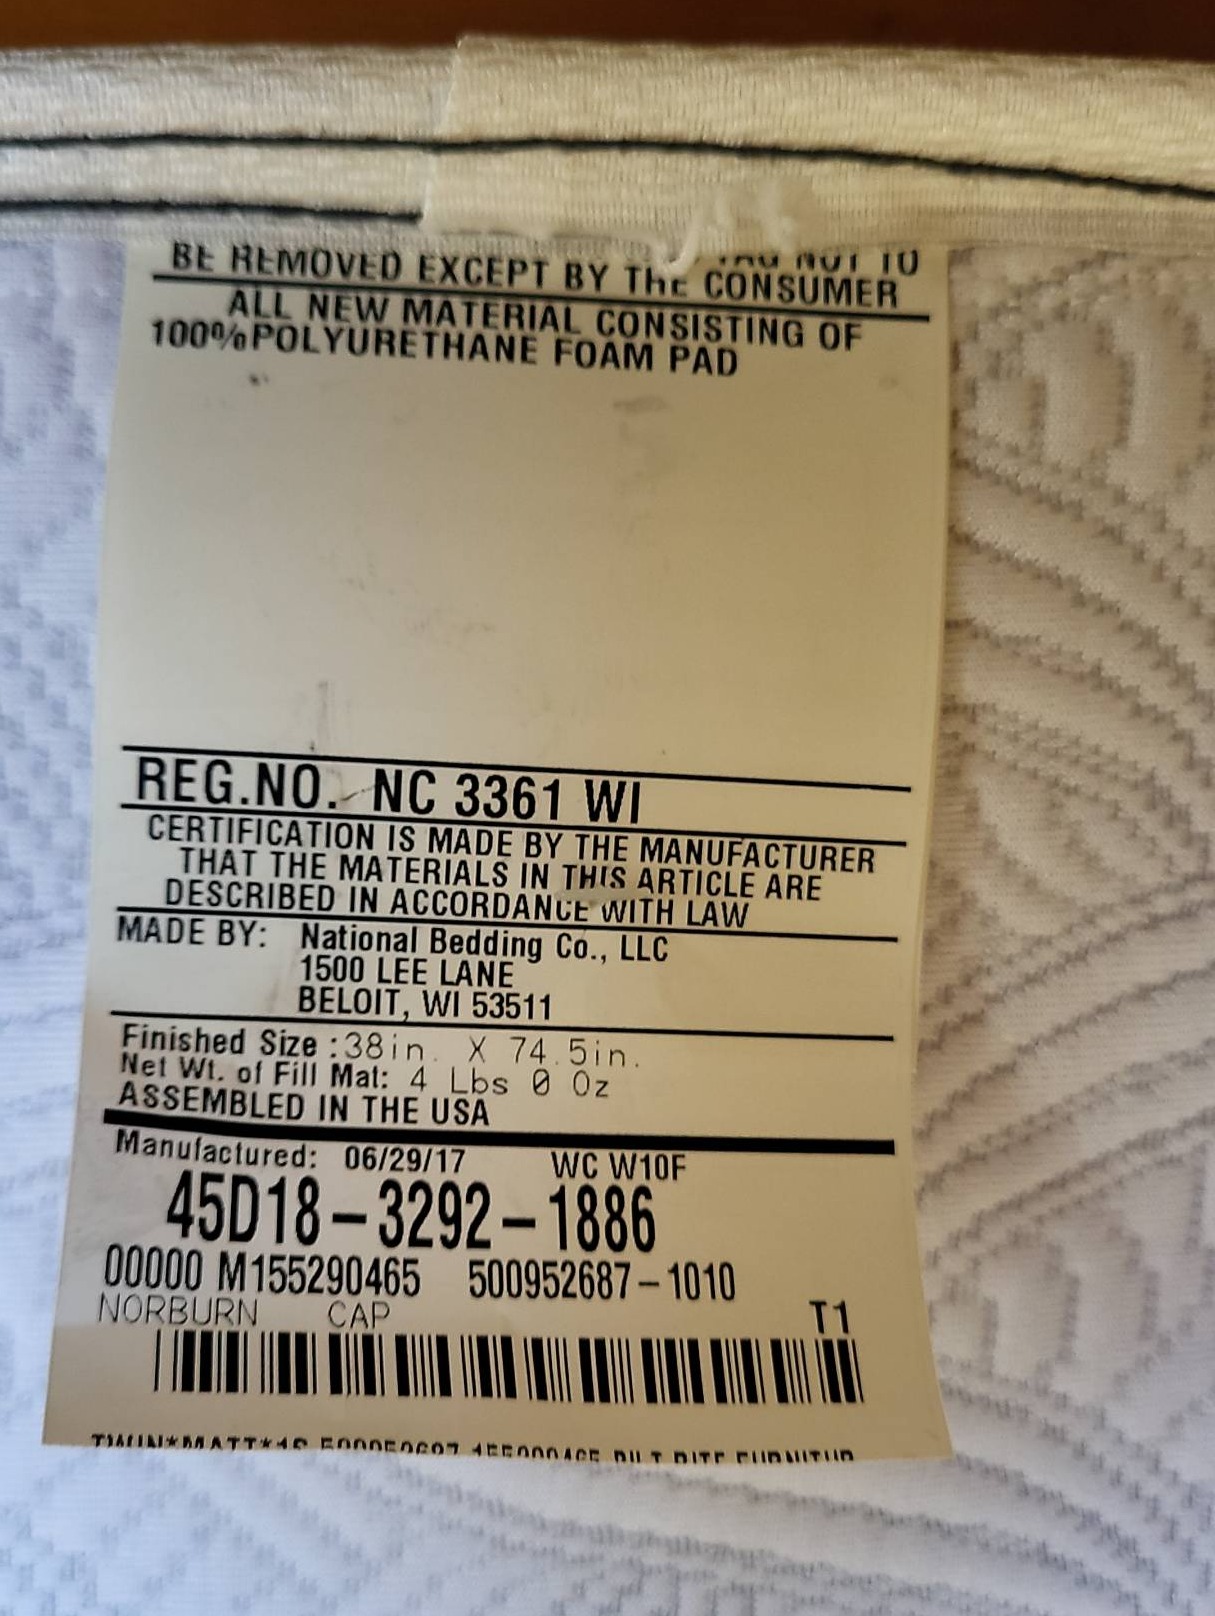 NOT TO
BE REMOVED EXCEPT BY THE CONSUMER
ALL NEW MATERIAL CONSISTING OF
100%POLYURETHANE FOAM PAD
REG.NO. NC 3361 WI
CERTIFICATION IS MADE BY THE MANUFACTURER
THAT THE MATERIALS IN THIS ARTICLE ARE
DESCRIBED IN ACCORDANCE WITH LAW
MADE BY: National Bedding Co., LLC
1500 LEE LANE
BELOIT, WI 53511
Finished Size :38in. X 74.5in.
Net Wt. of Fill Mat: 4 Lbs 0 Oz
ASSEMBLED IN THE USA
Manufactured: 06/29/17 WC W10F
45D18-3292-1886
00000 M155290465 500952687-1010
NORBURN CAP T1
TWIN*MATT*